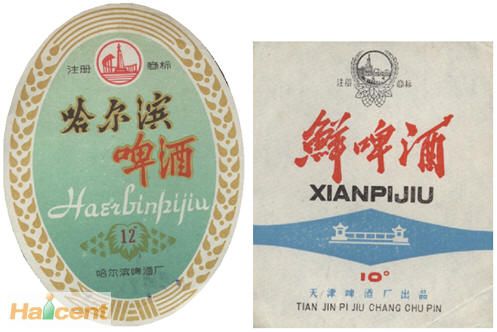 注册 商标
哈尔滨
啤酒
Haerbinpijiu
12°
哈尔滨啤酒厂
Haicent
注册 商标
鲜啤酒
XIANPIJIU
10°
天津啤酒厂出品
TIAN JIN PI JIU CHANG CHU PIN